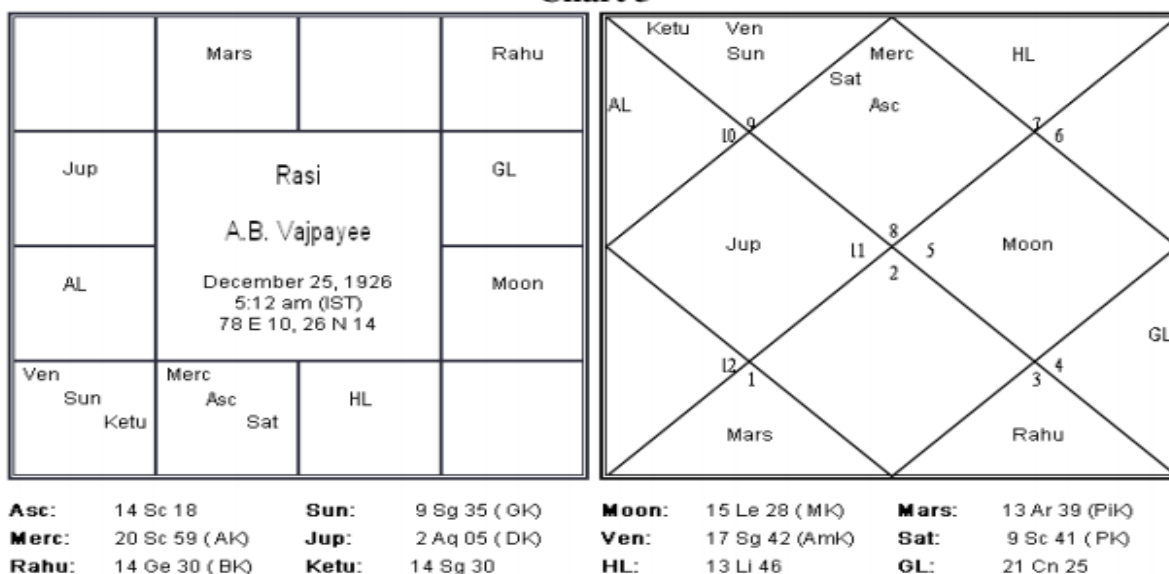 Mars Rahu
Jup Rasi GL
A.B. Vajpayee
AL December 25, 1926 Moon
5:12 am (IST)
78 E 10, 26 N 14
Ven Merc
Sun Asc HL
Ketu Sat
Ketu Ven Merc HL
Sun Sat
AL Asc
9 7
10 6
8
Jup 11 5 Moon
2
GL
12 4
1 3
Mars Rahu
Asc: 14 Sc 18 Sun: 9 Sg 35 (GK) Moon: 15 Le 28 (MK) Mars: 13 Ar 39 (PiK)
Merc: 20 Sc 59 (AK) Jup: 2 Aq 05 (DK) Ven: 17 Sg 42 (AmK) Sat: 9 Sc 41 (PK)
Rahu: 14 Ge 30 (BK) Ketu: 14 Sg 30 HL: 13 Li 46 GL: 21 Cn 25